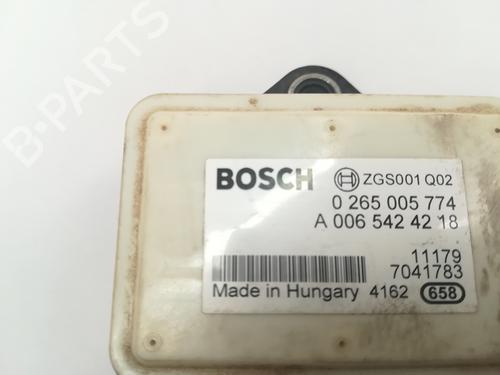 B-PARTS
BOSCH ZGS001 Q02
0 265 005 774
A 006 542 42 18
11179
7041783
Made in Hungary 4162 658